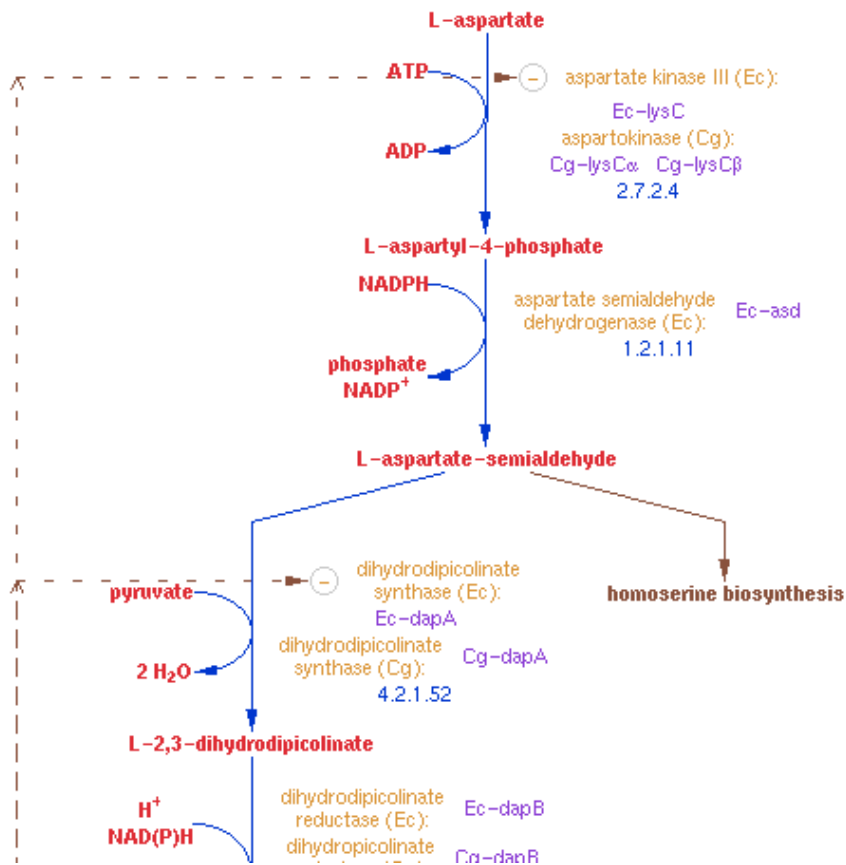 L-aspartate
ATP
− aspartate kinase III (Ec):
Ec-lysC
aspartokinase (Cg):
ADP
Cg-lysCα Cg-lysCβ
2.7.2.4
L-aspartyl-4-phosphate
NADPH
aspartate semialdehyde
dehydrogenase (Ec):
Ec-asd
1.2.1.11
phosphate
NADP⁺
L-aspartate-semialdehyde
−
dihydrodipicolinate
synthase (Ec):
pyruvate
homoserine biosynthesis
Ec-dapA
dihydrodipicolinate
synthase (Cg):
Cg-dapA
2 H₂O
4.2.1.52
L-2,3-dihydrodipicolinate
H⁺
NAD(P)H
dihydrodipicolinate
reductase (Ec):
Ec-dapB
dihydropicolinate
Cg-dapB